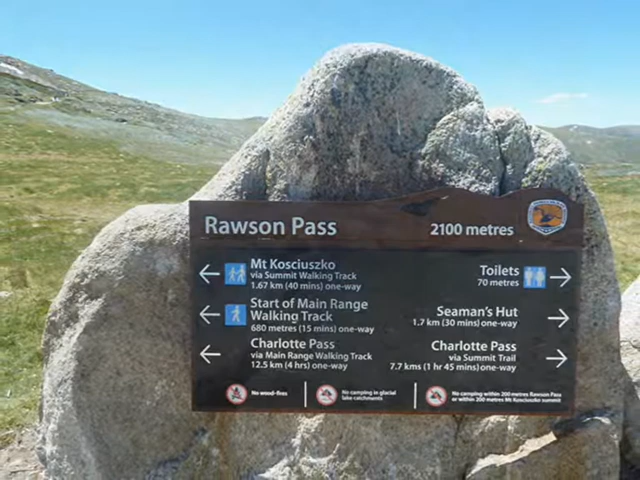 Rawson Pass
2100 metres
Mt Kosciuszko
via Summit Walking Track
1.67 km (40 mins) one-way
Start of Main Range
Walking Track
680 metres (15 mins) one-way
Charlotte Pass
via Main Range Walking Track
12.5 km (4 hrs) one-way
Toilets
70 metres
Seaman's Hut
1.7 km (30 mins) one-way
Charlotte Pass
via Summit Trail
7.7 kms (1 hr 45 mins) one-way
No wood-fires
No camping in glacial
lake catchments
No camping within 200 metres Rawson Pass
or within 200 metres Mt Kosciuszko summit